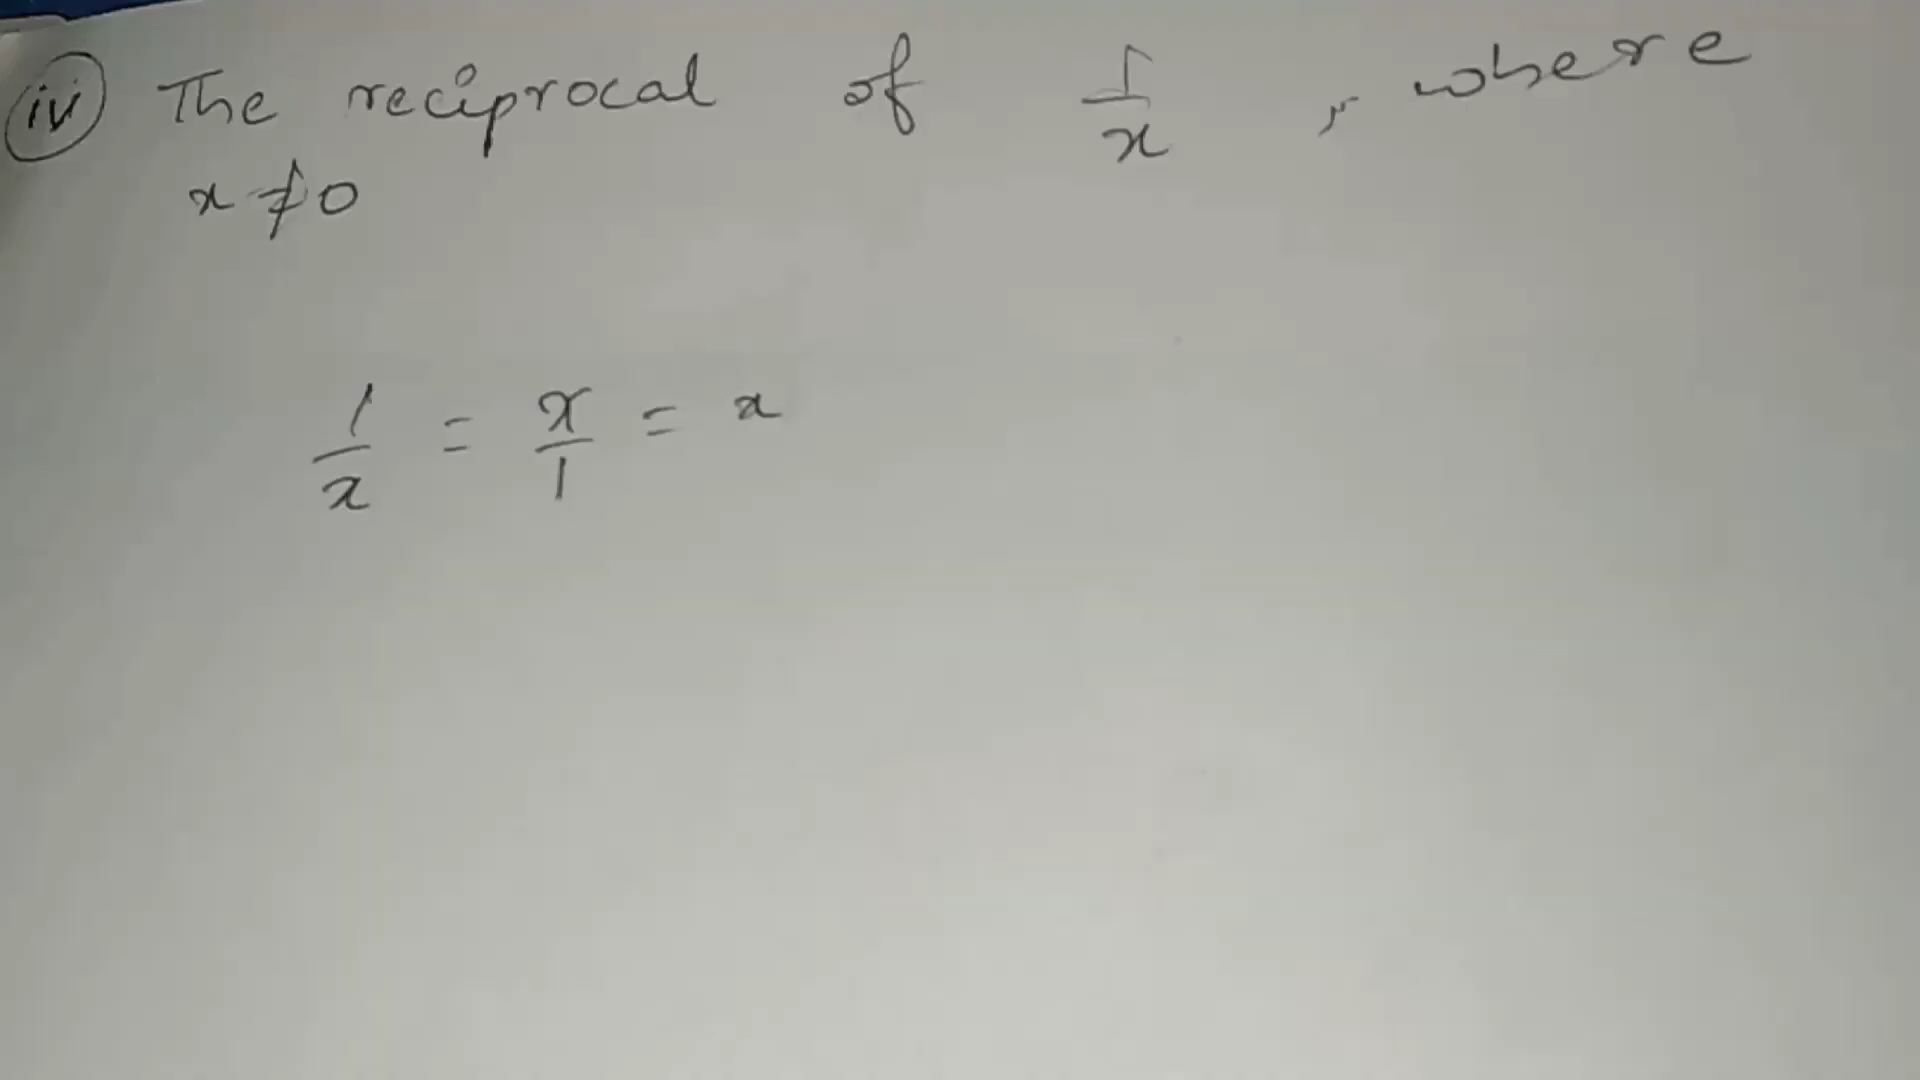 (iv) The reciprocal of 1/x , where
x ≠ 0
1/x = x/1 = x